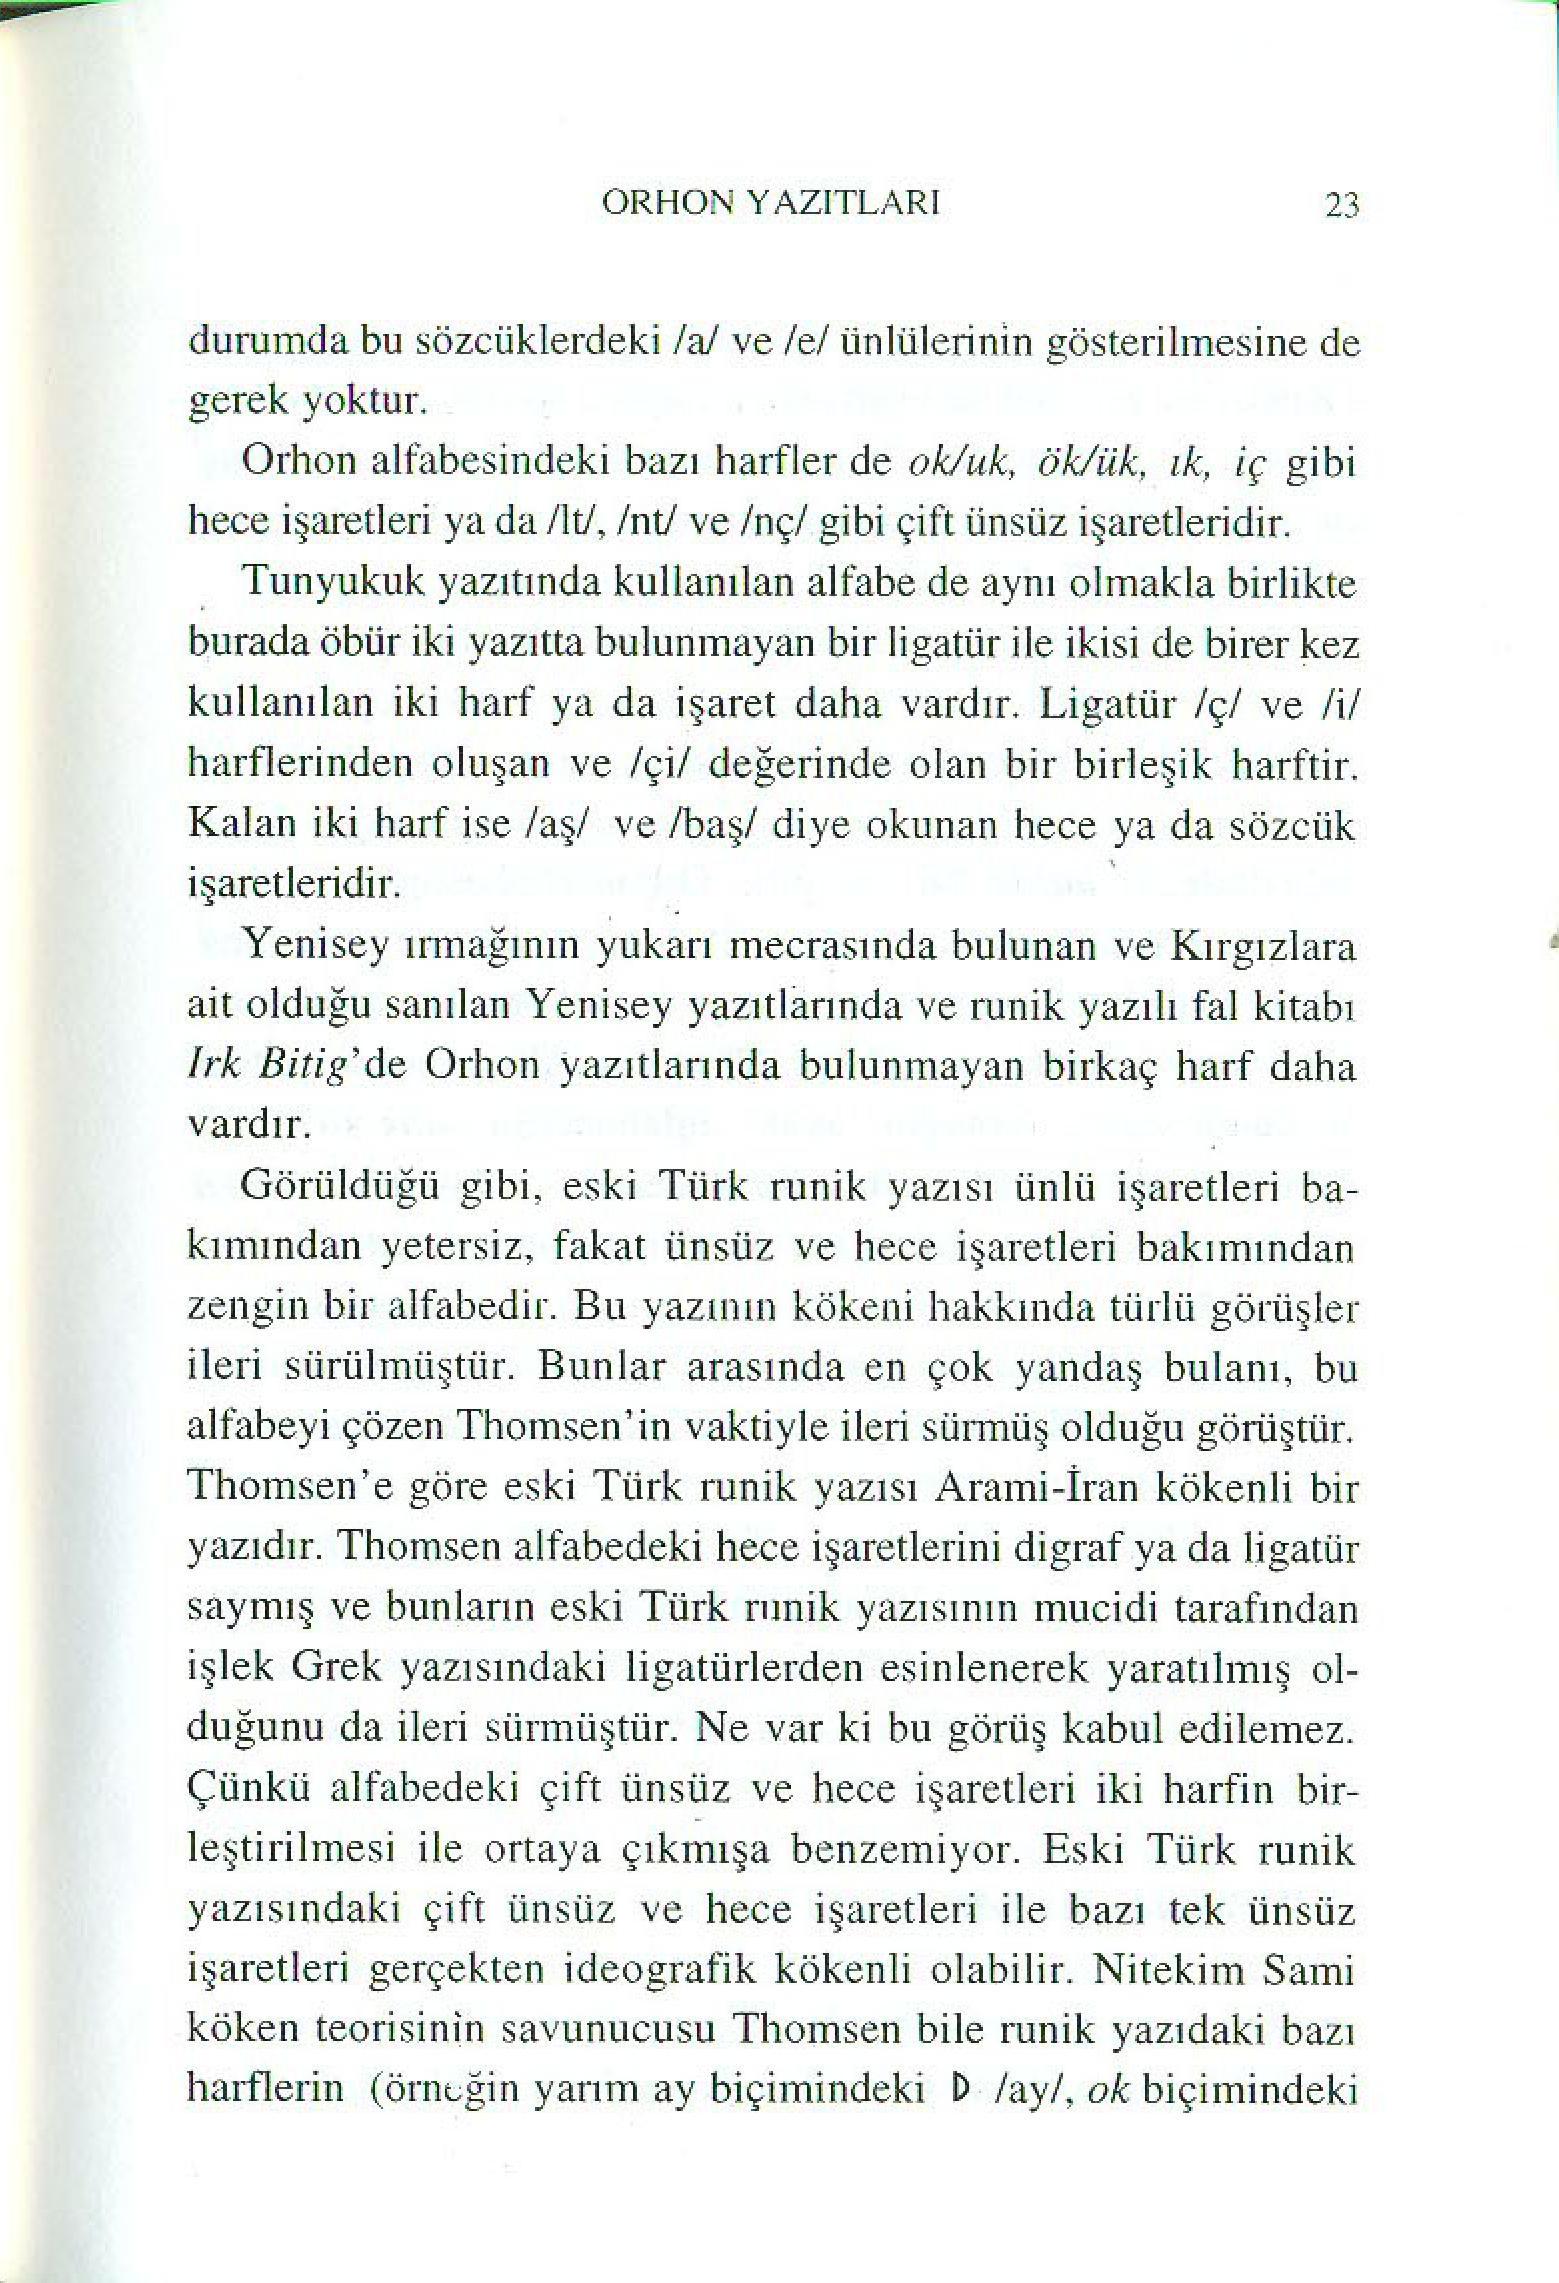 ORHON YAZITLARI 23
durumda bu sözcüklerdeki /a/ ve /e/ ünlülerinin gösterilmesine de
gerek yoktur.
Orhon alfabesindeki bazı harfler de ok/uk, ök/ük, ık, iç gibi
hece işaretleri ya da /lt/, /nt/ ve /nç/ gibi çift ünsüz işaretleridir.
Tunyukuk yazıtında kullanılan alfabe de aynı olmakla birlikte
burada öbür iki yazıtta bulunmayan bir ligatür ile ikisi de birer kez
kullanılan iki harf ya da işaret daha vardır. Ligatür /ç/ ve /i/
harflerinden oluşan ve /çi/ değerinde olan bir birleşik harftir.
Kalan iki harf ise /aş/ ve /baş/ diye okunan hece ya da sözcük
işaretleridir.
Yenisey ırmağının yukarı mecrasında bulunan ve Kırgızlara
ait olduğu sanılan Yenisey yazıtlarında ve runik yazılı fal kitabı
Irk Bitig'de Orhon yazıtlarında bulunmayan birkaç harf daha
vardır.
Görüldüğü gibi, eski Türk runik yazısı ünlü işaretleri ba-
kımından yetersiz, fakat ünsüz ve hece işaretleri bakımından
zengin bir alfabedir. Bu yazının kökeni hakkında türlü görüşler
ileri sürülmüştür. Bunlar arasında en çok yandaş bulanı, bu
alfabeyi çözen Thomsen'in vaktiyle ileri sürmüş olduğu görüştür.
Thomsen'e göre eski Türk runik yazısı Arami-İran kökenli bir
yazıdır. Thomsen alfabedeki hece işaretlerini digraf ya da ligatür
saymış ve bunların eski Türk runik yazısının mucidi tarafından
işlek Grek yazısındaki ligatürlerden esinlenerek yaratılmış ol-
duğunu da ileri sürmüştür. Ne var ki bu görüş kabul edilemez.
Çünkü alfabedeki çift ünsüz ve hece işaretleri iki harfin bir-
leştirilmesi ile ortaya çıkmışa benzemiyor. Eski Türk runik
yazısındaki çift ünsüz ve hece işaretleri ile bazı tek ünsüz
işaretleri gerçekten ideografik kökenli olabilir. Nitekim Sami
köken teorisinin savunucusu Thomsen bile runik yazıdaki bazı
harflerin (örneğin yarım ay biçimindeki D /ay/, ok biçimindeki